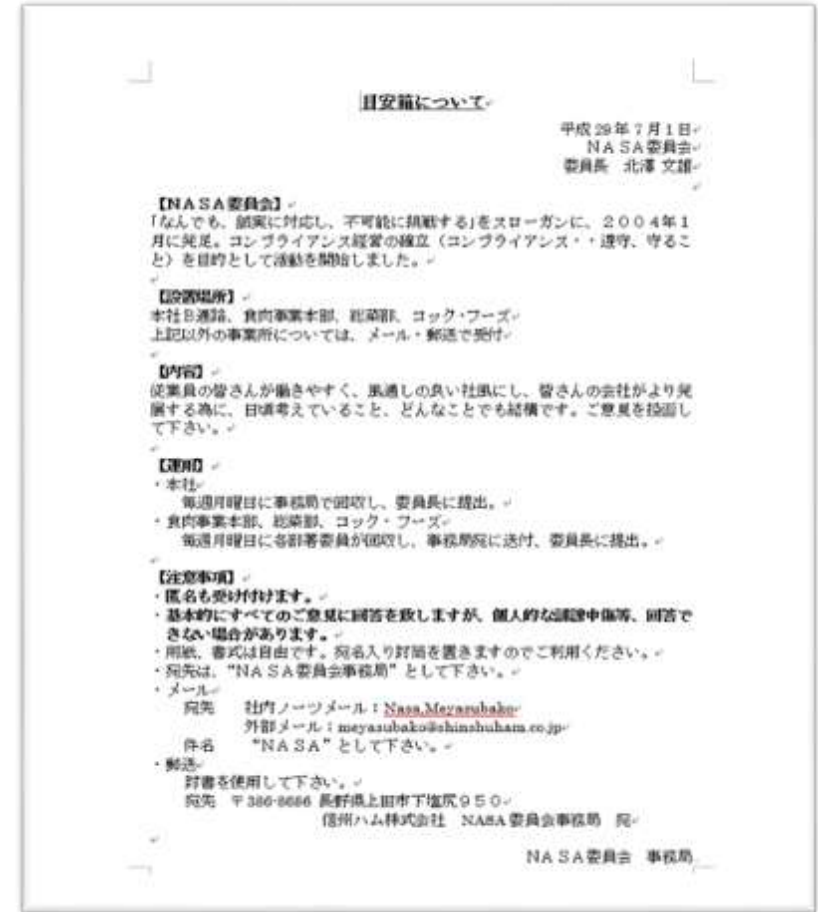 目安箱について
平成29年7月1日
NASA委員会
委員長　北澤 文雄
【NASA委員会】
「なんでも、誠実に対応し、不可能に挑戦する」をスローガンに、2004年1
月に発足。コンプライアンス経営の確立（コンプライアンス・・遵守、守るこ
と）を目的として活動を開始しました。
【設置場所】
本社B通路、食肉事業本部、総菜部、コック・フーズ
上記以外の事業所については、メール・郵送で受付
【内容】
従業員の皆さんが働きやすく、風通しの良い社風にし、皆さんの会社がより発
展する為に、日頃考えていること、どんなことでも結構です。ご意見を投函し
て下さい。
【運用】
・本社
毎週月曜日に事務局で回収し、委員長に提出。
・食肉事業本部、総菜部、コック・フーズ
毎週月曜日に各部署委員が回収し、事務局宛に送付、委員長に提出。
【注意事項】
・匿名も受け付けます。
・基本的にすべてのご意見に回答を致しますが、個人的な誹謗中傷等、回答で
きない場合があります。
・用紙、書式は自由です。宛名入り封筒を置きますのでご利用ください。
・宛先は、“NASA委員会事務局”として下さい。
・メール
宛先　社内ノーツメール：Nasa.Meyasubako
外部メール：meyasubako@shinshuham.co.jp
件名　“NASA”として下さい。
・郵送
封書を使用して下さい。
宛先　〒386-8686 長野県上田市下塩尻950
信州ハム株式会社　NASA委員会事務局　宛
NASA委員会　事務局